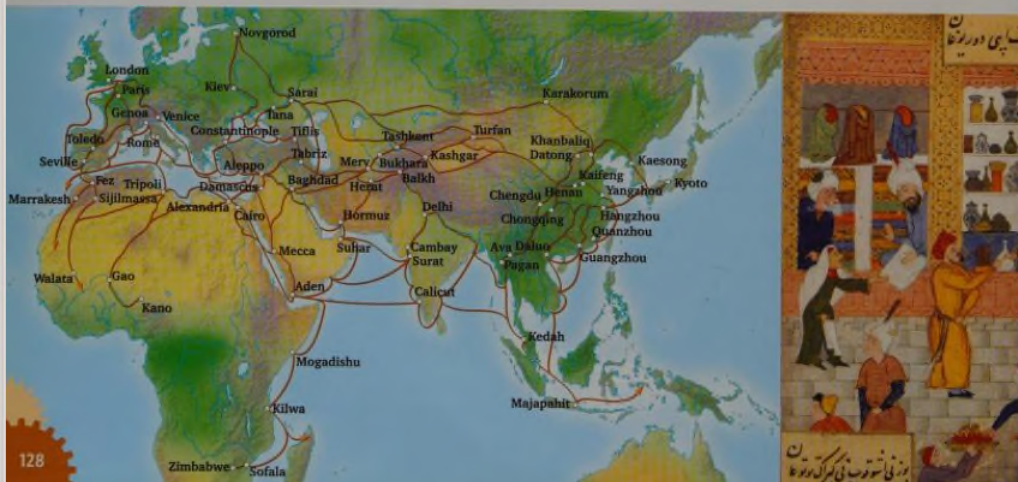 Novgorod
London
Paris
Kiev
Sarai
Karakorum
Genoa
Venice
Tana
Constantinople
Tiflis
Tashkent
Turfan
Khanbaliq
Toledo
Rome
Datong
Kaesong
Seville
Aleppo
Tabriz
Merv
Bukhara
Kashgar
Kaifeng
Fez
Tripoli
Damascus
Baghdad
Herat
Balkh
Chengdu
Henan
Yangzhou
Kyoto
Marrakesh
Sijilmassa
Alexandria
Cairo
Hormuz
Delhi
Chongqing
Hangzhou
Quanzhou
Mecca
Suhar
Cambay
Ava
Daluo
Surat
Pagan
Guangzhou
Walata
Gao
Aden
Calicut
Kano
Kedah
Mogadishu
Majapahit
Kilwa
128
Zimbabwe
Sofala